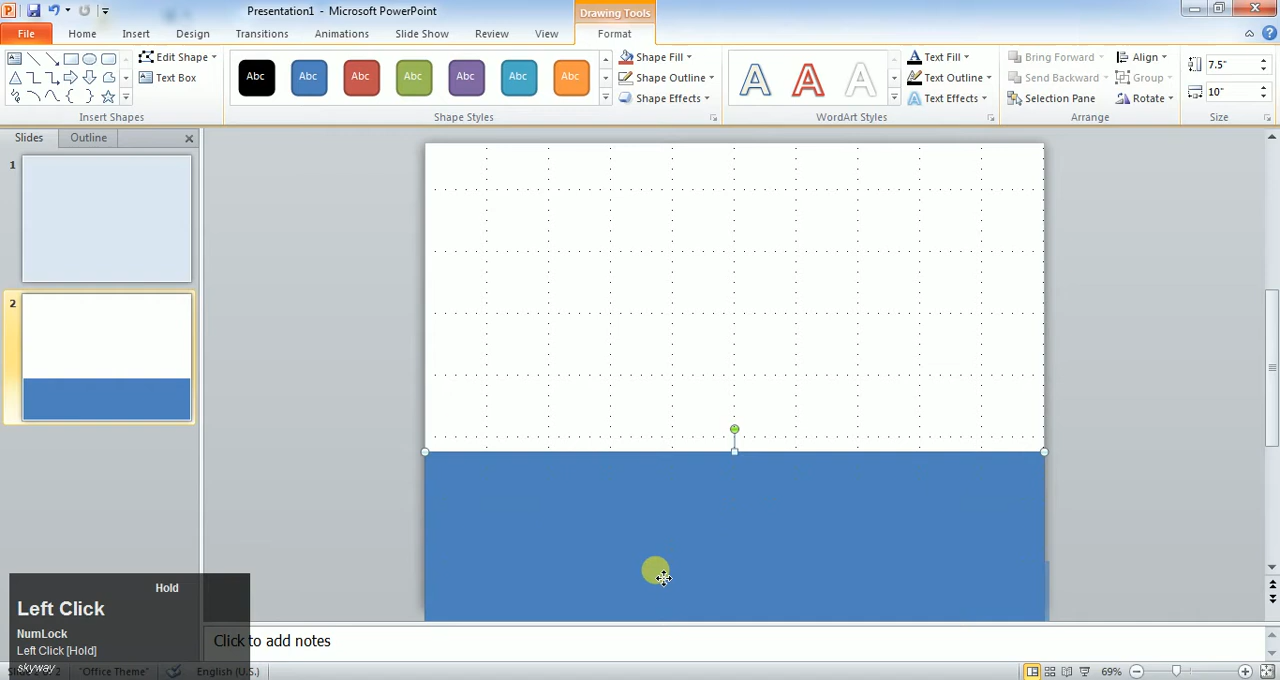 Presentation1 - Microsoft PowerPoint
Drawing Tools
File Home Insert Design Transitions Animations Slide Show Review View Format
Edit Shape
Text Box
Insert Shapes
Abc Abc Abc Abc Abc Abc Abc
Shape Fill
Shape Outline
Shape Effects
Shape Styles
A A A
Text Fill
Text Outline
Text Effects
WordArt Styles
Bring Forward
Send Backward
Selection Pane
Align
Group
Rotate
Arrange
7.5"
10"
Size
Slides Outline
1
2
Hold
Left Click
NumLock
Left Click [Hold]
skyway
Click to add notes
Slide 2 of 2 "Office Theme" English (U.S.) 69%